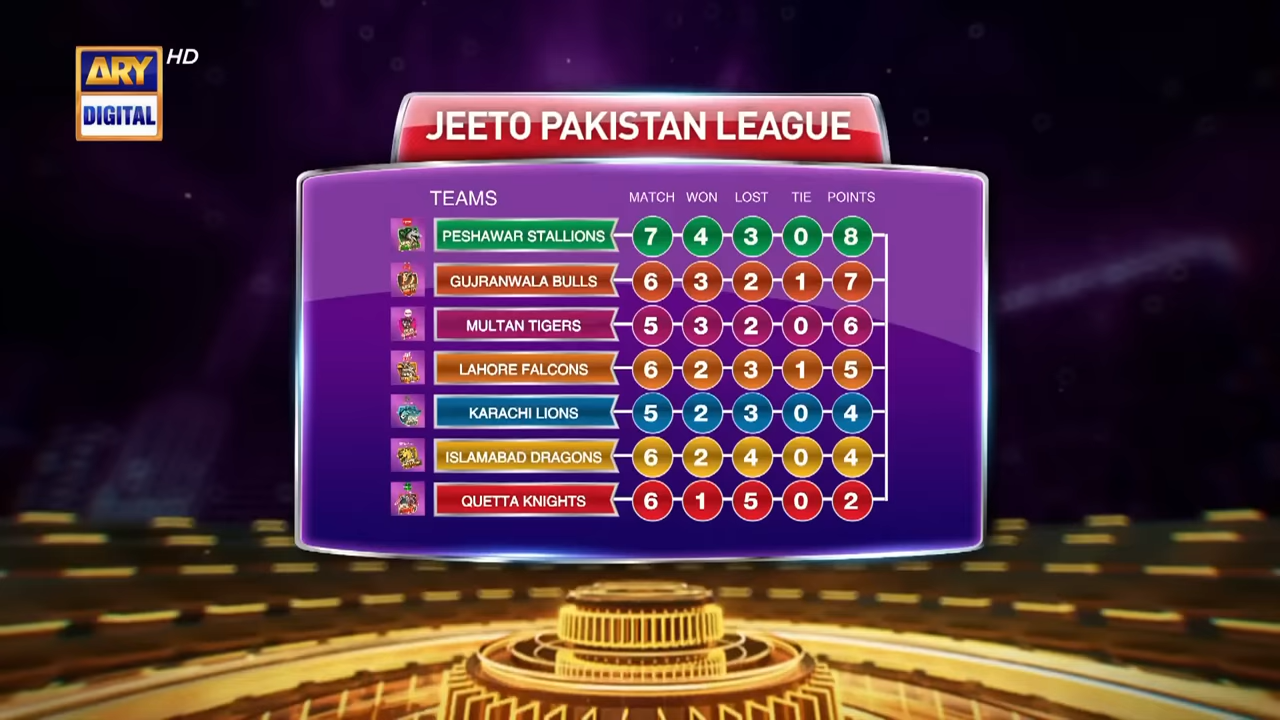 ARY
DIGITAL
HD
JEETO PAKISTAN LEAGUE
TEAMS MATCH WON LOST TIE POINTS
PESHAWAR STALLIONS 7 4 3 0 8
GUJRANWALA BULLS 6 3 2 1 7
MULTAN TIGERS 5 3 2 0 6
LAHORE FALCONS 6 2 3 1 5
KARACHI LIONS 5 2 3 0 4
ISLAMABAD DRAGONS 6 2 4 0 4
QUETTA KNIGHTS 6 1 5 0 2